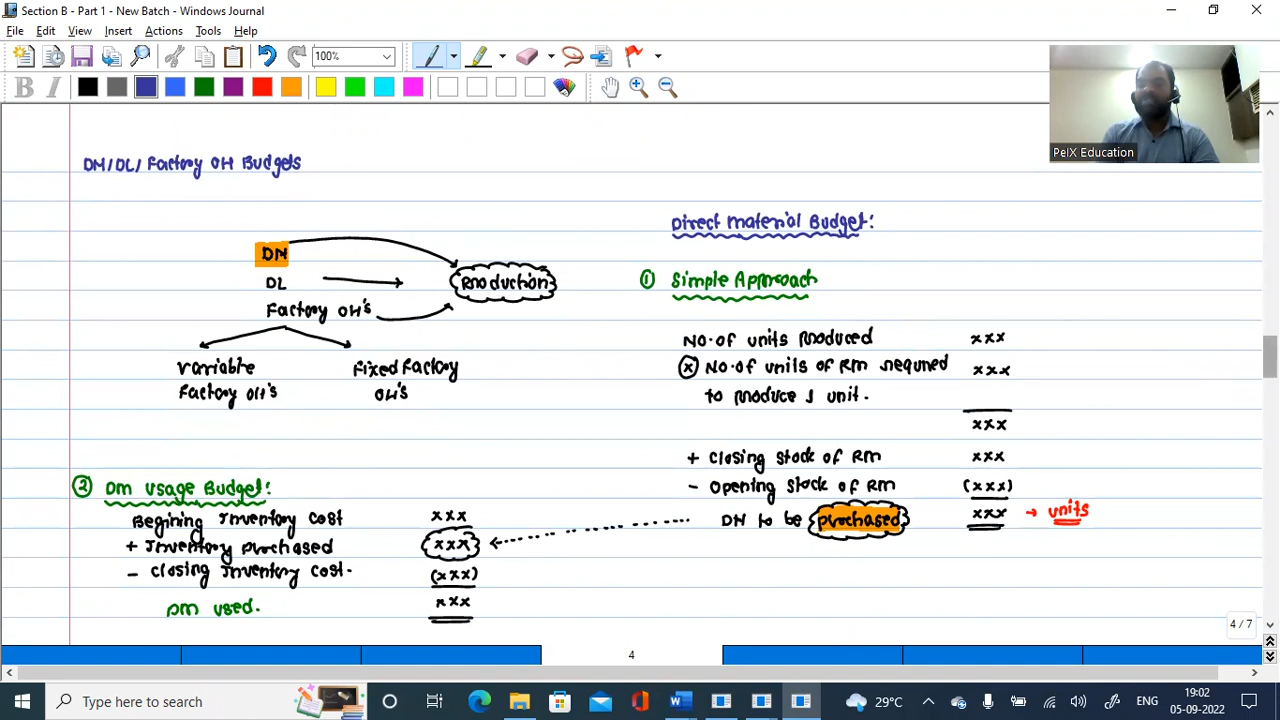 Section B - Part 1 - New Batch - Windows Journal
File Edit View Insert Actions Tools Help
100%
B I
PelX Education
DM/DL/Factory OH Budgets
DM
DL
Factory OH's
Production
Variable
Factory OH's
Fixed Factory
OH's
② DM Usage Budget:
Begining Inventory Cost xxx
+ Inventory purchased xxx
- Closing Inventory Cost. (xxx)
DM used. xxx
Direct Material Budget:
① Simple Approach
No. of units produced xxx
ⓧ No. of units of RM required xxx
to produce 1 unit.
xxx
+ Closing stock of RM xxx
- Opening stock of RM (xxx)
DM to be purchased xxx → units
4 / 7
4
Type here to search
29°C
ENG
19:02
05-09-2022